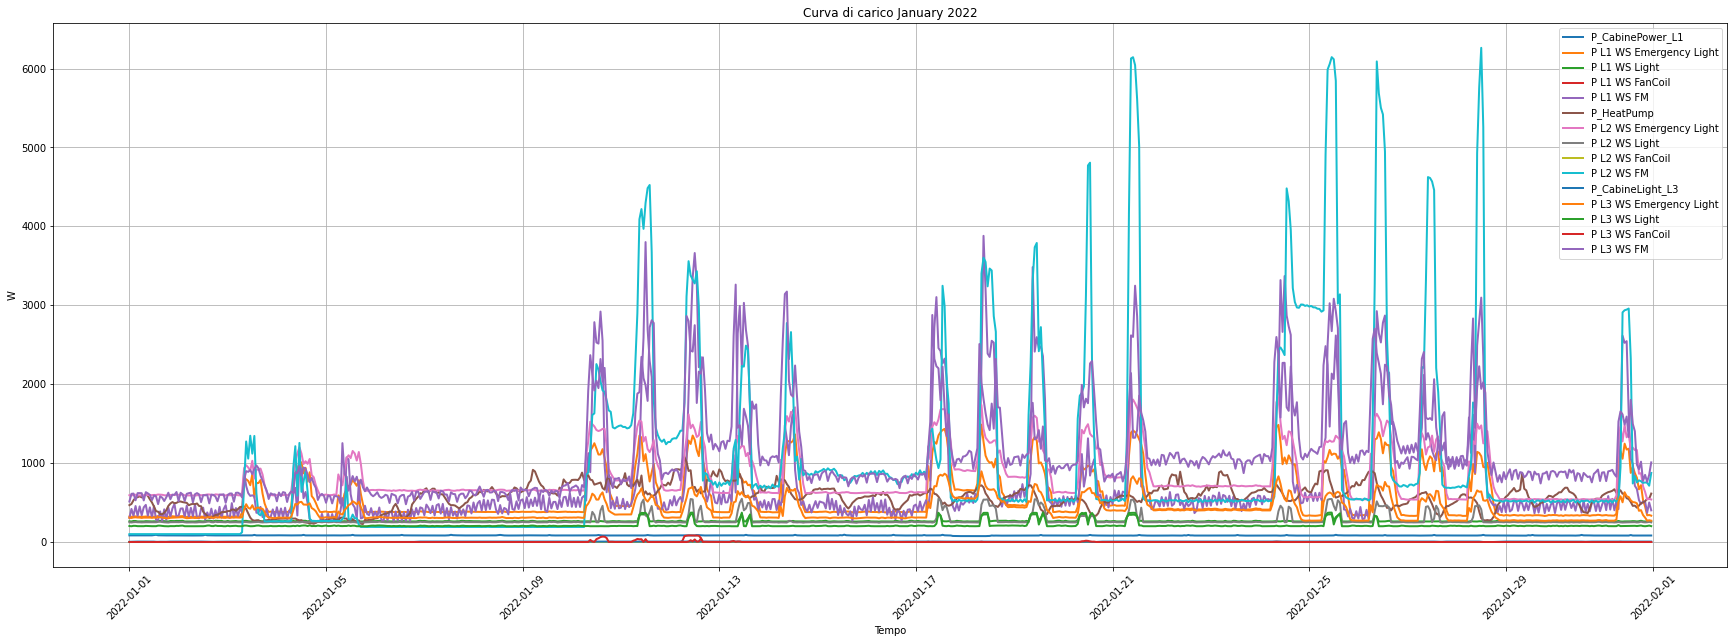 Curva di carico January 2022
W
6000
5000
4000
3000
2000
1000
0
P_CabinePower_L1
P L1 WS Emergency Light
P L1 WS Light
P L1 WS FanCoil
P L1 WS FM
P_HeatPump
P L2 WS Emergency Light
P L2 WS Light
P L2 WS FanCoil
P L2 WS FM
P_CabineLight_L3
P L3 WS Emergency Light
P L3 WS Light
P L3 WS FanCoil
P L3 WS FM
2022-01-01
2022-01-05
2022-01-09
2022-01-13
2022-01-17
2022-01-21
2022-01-25
2022-01-29
2022-02-01
Tempo